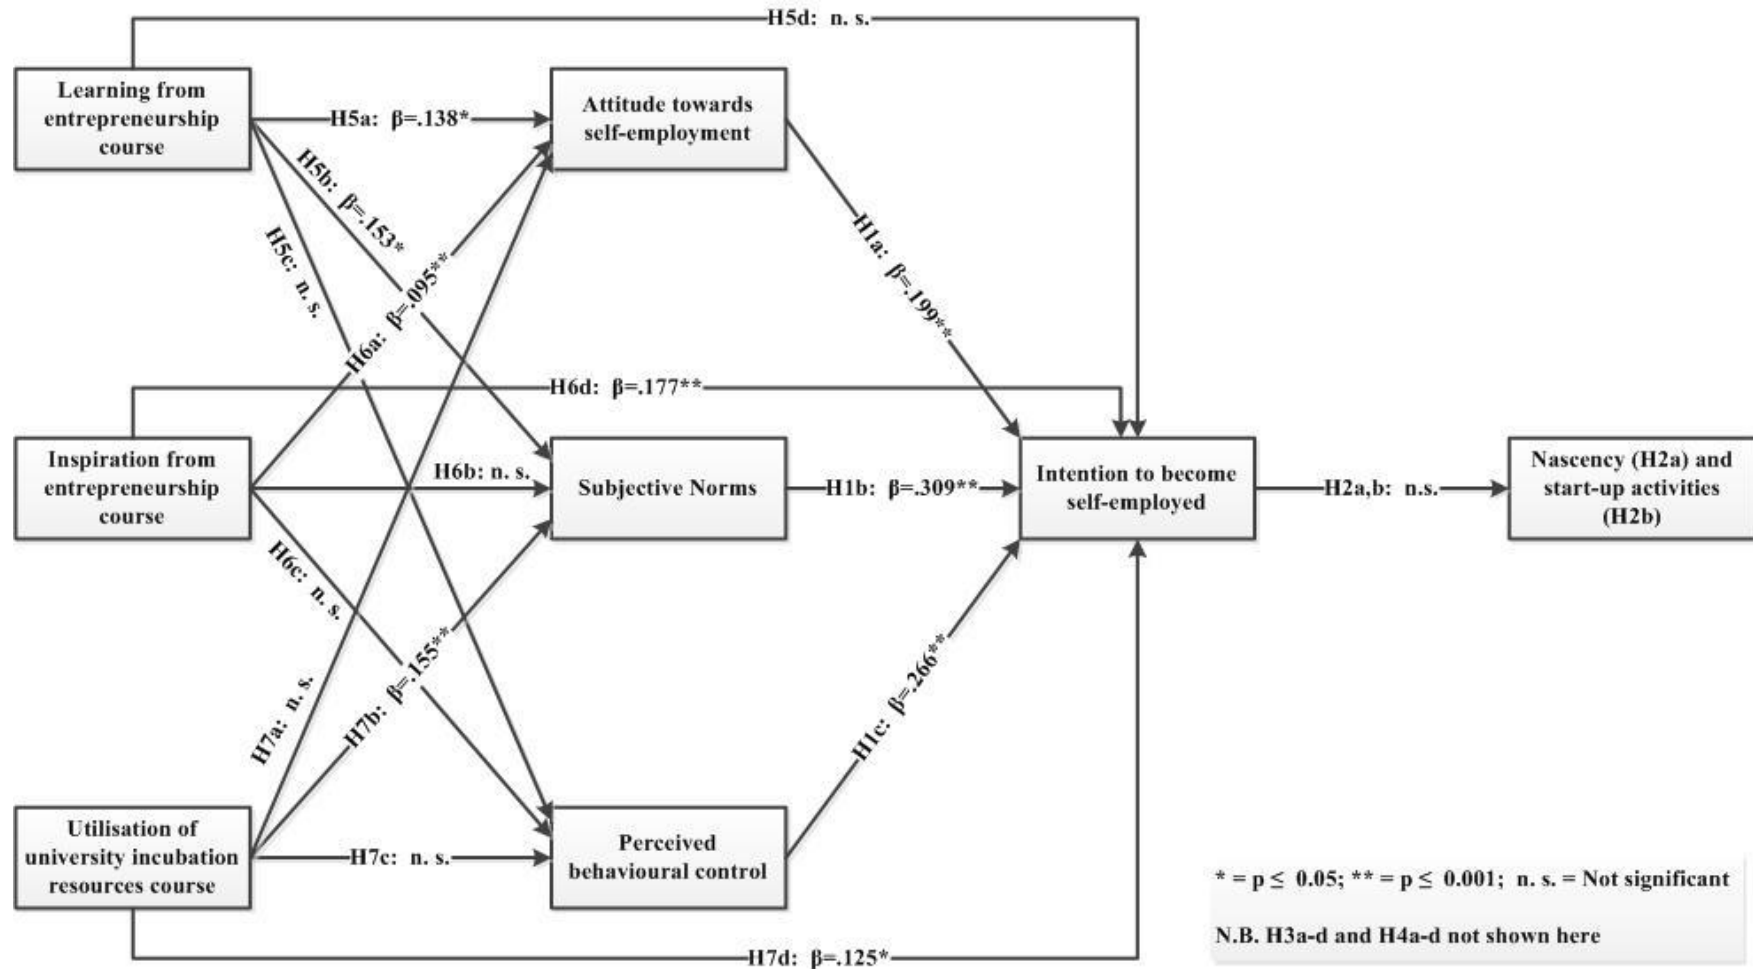 H5d: n. s.
Learning from
entrepreneurship
course
H5a: β=.138*
Attitude towards
self-employment
H5b: β=.153*
H5c: n. s.
H6a: β=.095**
H1a: β=.199**
H6d: β=.177**
Inspiration from
entrepreneurship
course
H6b: n. s.
Subjective Norms
H1b: β=.309**
Intention to become
self-employed
H2a,b: n.s.
Nascency (H2a) and
start-up activities
(H2b)
H6c: n. s.
H7a: n. s.
H7b: β=.155**
H1c: β=.266**
Utilisation of
university incubation
resources course
H7c: n. s.
Perceived
behavioural control
H7d: β=.125*
* = p ≤ 0.05; ** = p ≤ 0.001; n. s. = Not significant
N.B. H3a-d and H4a-d not shown here